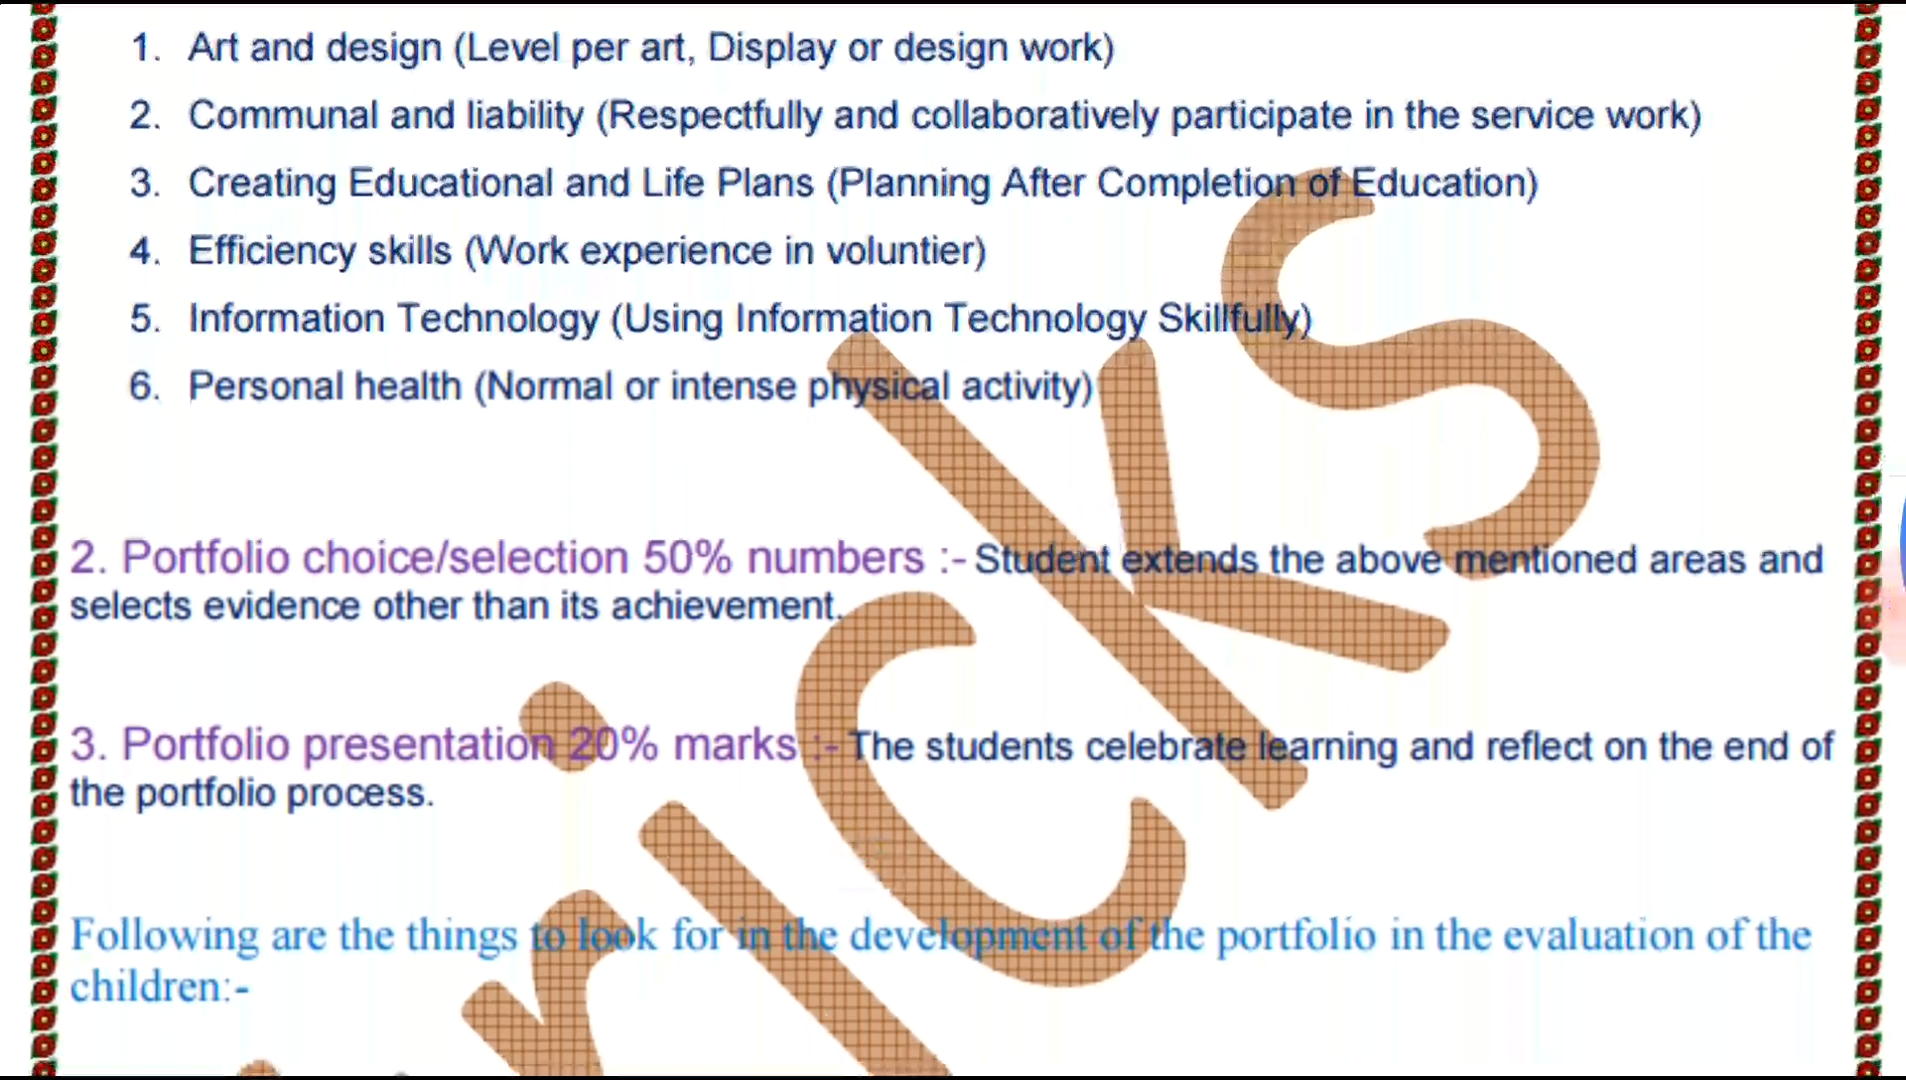 1. Art and design (Level per art, Display or design work)
2. Communal and liability (Respectfully and collaboratively participate in the service work)
3. Creating Educational and Life Plans (Planning After Completion of Education)
4. Efficiency skills (Work experience in voluntier)
5. Information Technology (Using Information Technology Skillfully)
6. Personal health (Normal or intense physical activity)
2. Portfolio choice/selection 50% numbers :- Student extends the above mentioned areas and
selects evidence other than its achievement.
3. Portfolio presentation 20% marks :- The students celebrate learning and reflect on the end of
the portfolio process.
Following are the things to look for in the development of the portfolio in the evaluation of the
children:-
ricks